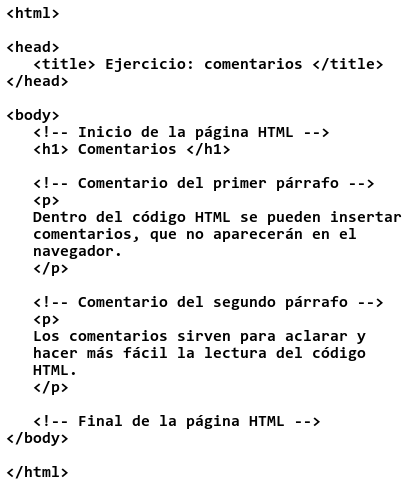 <html>
<head>
<title> Ejercicio: comentarios </title>
</head>
<body>
<!-- Inicio de la página HTML -->
<h1> Comentarios </h1>
<!-- Comentario del primer párrafo -->
<p>
Dentro del código HTML se pueden insertar
comentarios, que no aparecerán en el
navegador.
</p>
<!-- Comentario del segundo párrafo -->
<p>
Los comentarios sirven para aclarar y
hacer más fácil la lectura del código
HTML.
</p>
<!-- Final de la página HTML -->
</body>
</html>